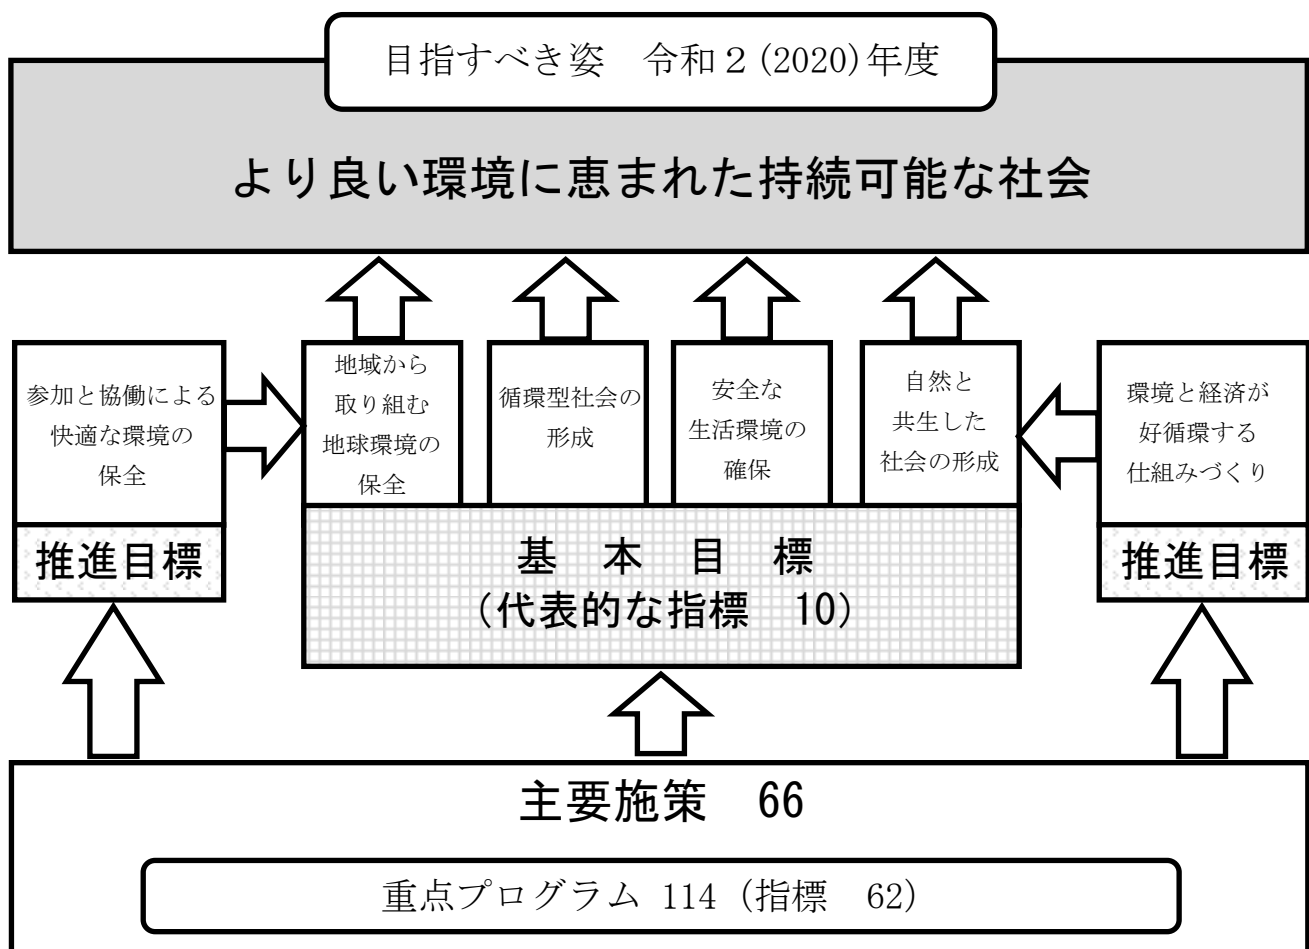 目指すべき姿　令和２(2020)年度
より良い環境に恵まれた持続可能な社会
参加と協働による
快適な環境の
保全
推進目標
地域から
取り組む
地球環境の
保全
循環型社会の
形成
安全な
生活環境の
確保
自然と
共生した
社会の形成
基　本　目　標
（代表的な指標　10）
環境と経済が
好循環する
仕組みづくり
推進目標
主要施策　66
重点プログラム 114（指標　62）